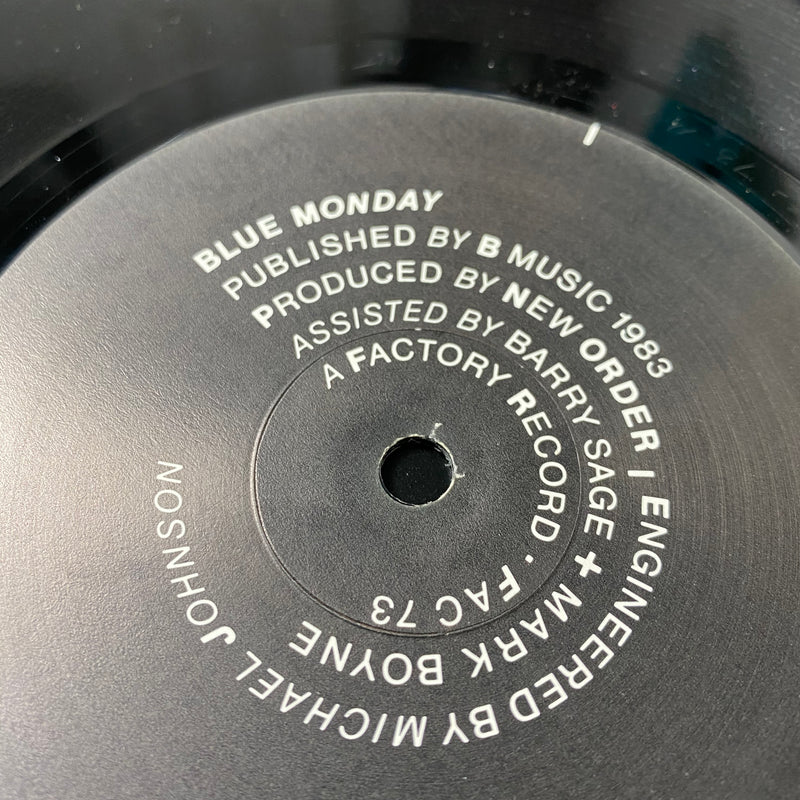 BLUE MONDAY
PUBLISHED BY B MUSIC 1983
PRODUCED BY NEW ORDER | ENGINEERED BY MICHAEL JOHNSON
ASSISTED BY BARRY SAGE + MARK BOYNE
A FACTORY RECORD · FAC 73